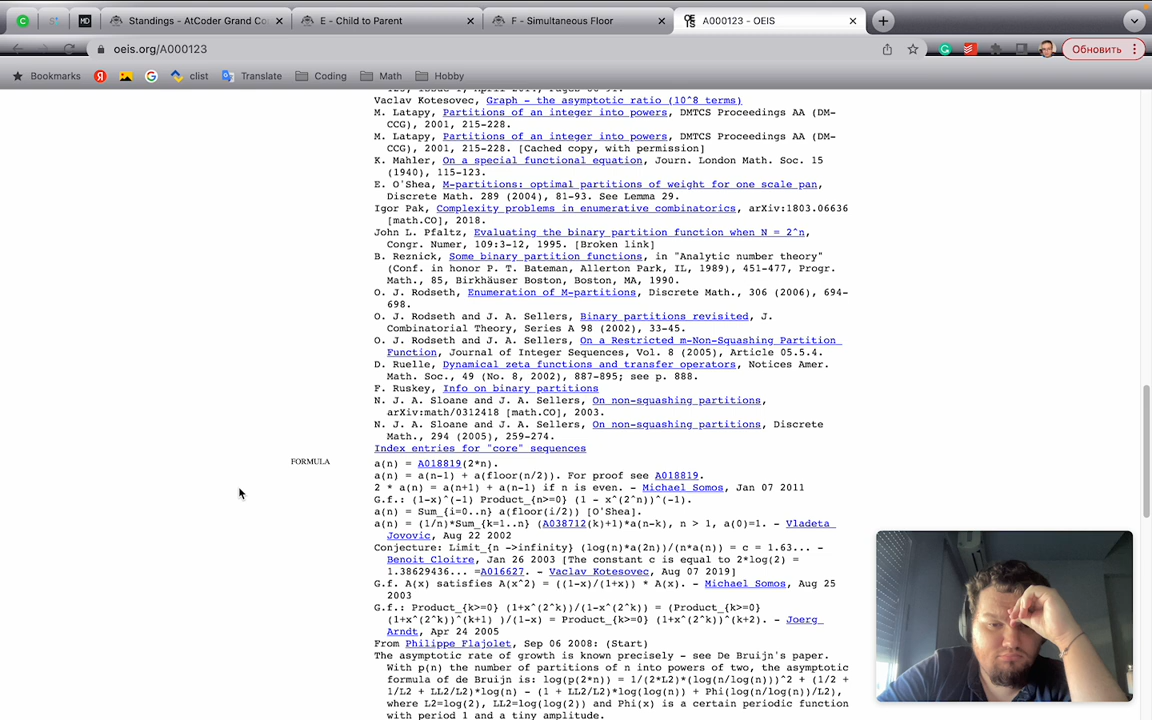 Standings - AtCoder Grand Co
E - Child to Parent
F - Simultaneous Floor
A000123 - OEIS
oeis.org/A000123
Обновить
Bookmarks
clist
Translate
Coding
Math
Hobby
Vaclav Kotesovec, Graph - the asymptotic ratio (10^8 terms)
M. Latapy, Partitions of an integer into powers, DMTCS Proceedings AA (DM-
CCG), 2001, 215-228.
M. Latapy, Partitions of an integer into powers, DMTCS Proceedings AA (DM-
CCG), 2001, 215-228. [Cached copy, with permission]
K. Mahler, On a special functional equation, Journ. London Math. Soc. 15
(1940), 115-123.
E. O'Shea, M-partitions: optimal partitions of weight for one scale pan,
Discrete Math. 289 (2004), 81-93. See Lemma 29.
Igor Pak, Complexity problems in enumerative combinatorics, arXiv:1803.06636
[math.CO], 2018.
John L. Pfaltz, Evaluating the binary partition function when N = 2^n,
Congr. Numer, 109:3-12, 1995. [Broken link]
B. Reznick, Some binary partition functions, in "Analytic number theory"
(Conf. in honor P. T. Bateman, Allerton Park, IL, 1989), 451-477, Progr.
Math., 85, Birkhäuser Boston, Boston, MA, 1990.
O. J. Rodseth, Enumeration of M-partitions, Discrete Math., 306 (2006), 694-
698.
O. J. Rodseth and J. A. Sellers, Binary partitions revisited, J.
Combinatorial Theory, Series A 98 (2002), 33-45.
O. J. Rodseth and J. A. Sellers, On a Restricted m-Non-Squashing Partition
Function, Journal of Integer Sequences, Vol. 8 (2005), Article 05.5.4.
D. Ruelle, Dynamical zeta functions and transfer operators, Notices Amer.
Math. Soc., 49 (No. 8, 2002), 887-895; see p. 888.
F. Ruskey, Info on binary partitions
N. J. A. Sloane and J. A. Sellers, On non-squashing partitions,
arXiv:math/0312418 [math.CO], 2003.
N. J. A. Sloane and J. A. Sellers, On non-squashing partitions, Discrete
Math., 294 (2005), 259-274.
Index entries for "core" sequences
FORMULA
a(n) = A018819(2*n).
a(n) = a(n-1) + a(floor(n/2)). For proof see A018819.
2 * a(n) = a(n+1) + a(n-1) if n is even. - Michael Somos, Jan 07 2011
G.f.: (1-x)^(-1) Product_{n>=0} (1 - x^(2^n))^(-1).
a(n) = Sum_{i=0..n} a(floor(i/2)) [O'Shea].
a(n) = (1/n)*Sum_{k=1..n} (A038712(k)+1)*a(n-k), n > 1, a(0)=1. - Vladeta
Jovovic, Aug 22 2002
Conjecture: Limit_{n ->infinity} (log(n)*a(2n))/(n*a(n)) = c = 1.63... -
Benoit Cloitre, Jan 26 2003 [The constant c is equal to 2*log(2) =
1.38629436... =A016627. - Vaclav Kotesovec, Aug 07 2019]
G.f. A(x) satisfies A(x^2) = ((1-x)/(1+x)) * A(x). - Michael Somos, Aug 25
2003
G.f.: Product_{k>=0} (1+x^(2^k))/(1-x^(2^k)) = (Product_{k>=0}
(1+x^(2^k))^(k+1) )/(1-x) = Product_{k>=0} (1+x^(2^k))^(k+2). - Joerg
Arndt, Apr 24 2005
From Philippe Flajolet, Sep 06 2008: (Start)
The asymptotic rate of growth is known precisely - see De Bruijn's paper.
With p(n) the number of partitions of n into powers of two, the asymptotic
formula of de Bruijn is: log(p(2*n)) = 1/(2*L2)*(log(n/log(n)))^2 + (1/2 +
1/L2 + LL2/L2)*log(n) - (1 + LL2/L2)*log(log(n)) + Phi(log(n/log(n))/L2),
where L2=log(2), LL2=log(log(2)) and Phi(x) is a certain periodic function
with period 1 and a tiny amplitude.